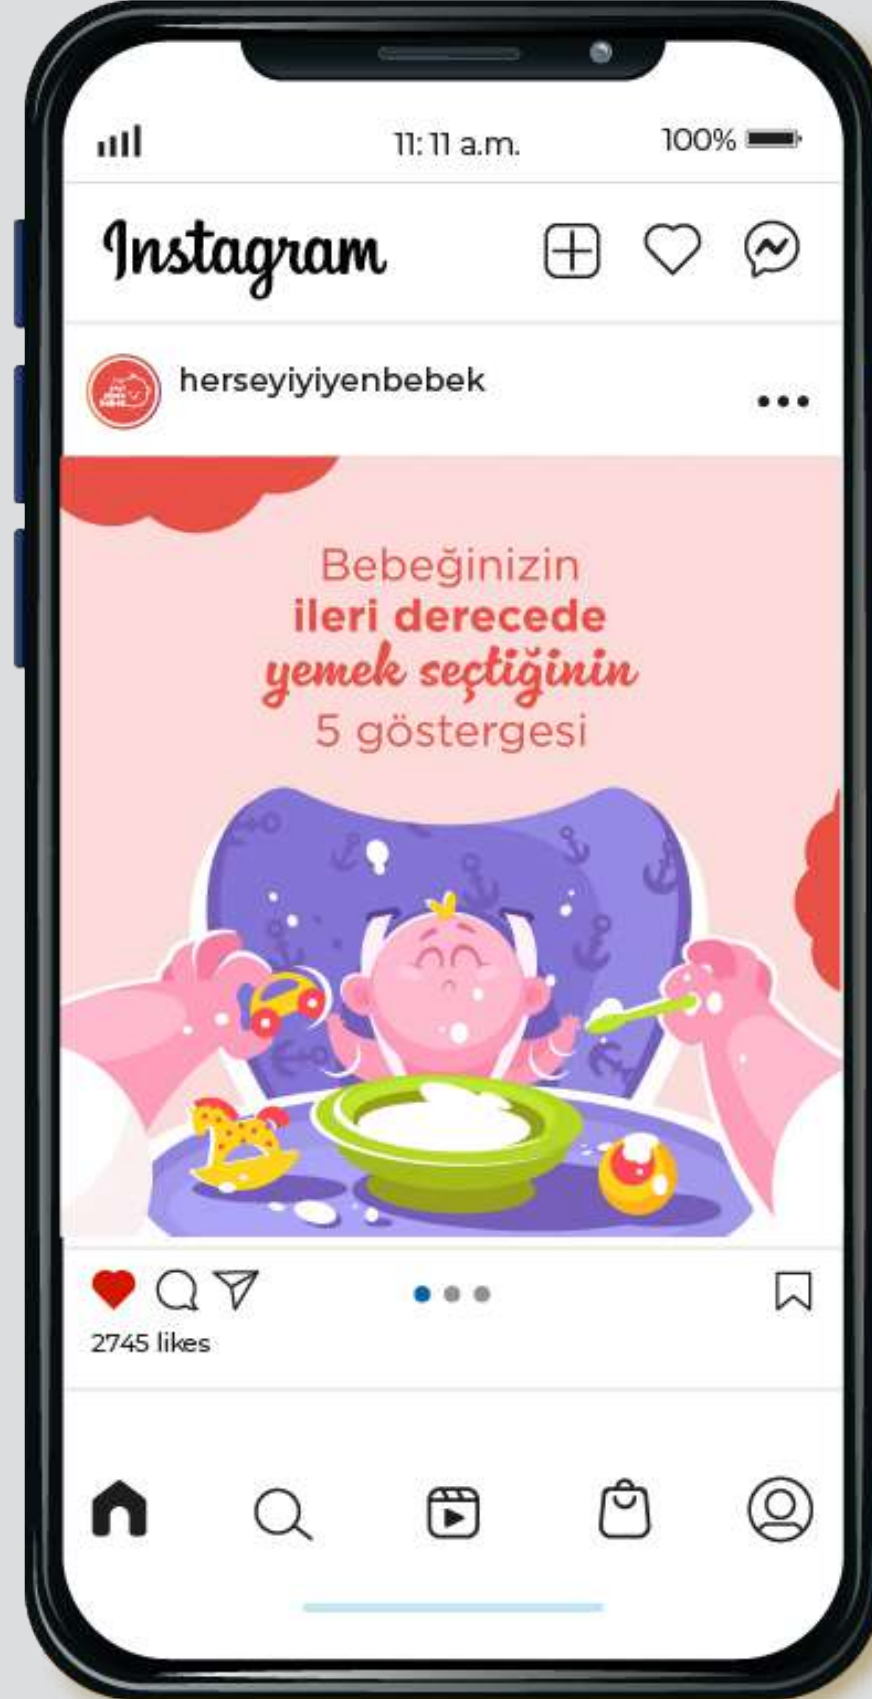 11:11 a.m.
100%
Instagram
herseyiyiyenbebek
Bebeğinizin
ileri derecede
yemek seçtiğinin
5 göstergesi
2745 likes